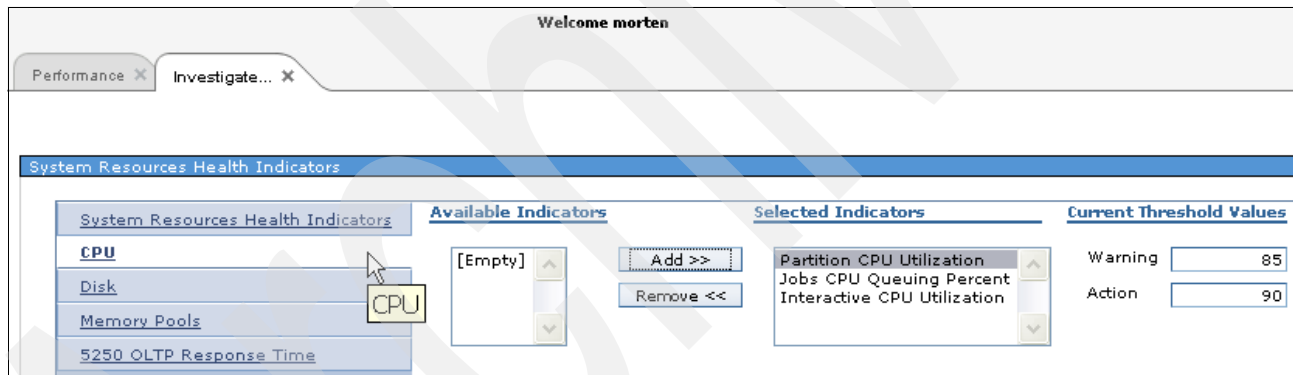 Welcome morten
Performance
Investigate...
System Resources Health Indicators
System Resources Health Indicators
CPU
Disk
Memory Pools
5250 OLTP Response Time
CPU
Available Indicators
[Empty]
Add >>
Remove <<
Selected Indicators
Partition CPU Utilization
Jobs CPU Queuing Percent
Interactive CPU Utilization
Current Threshold Values
Warning 85
Action 90